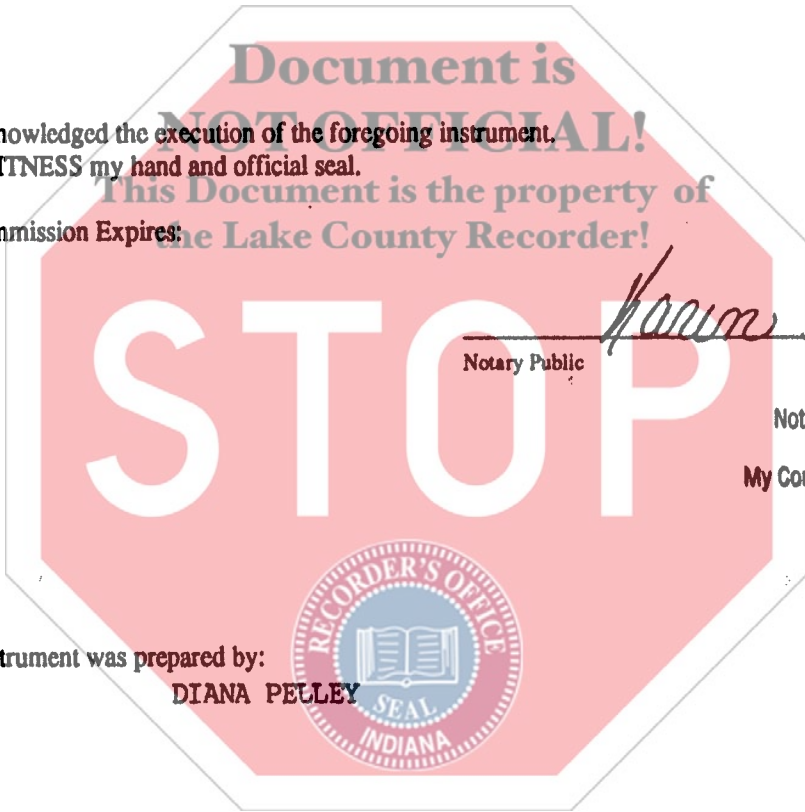 Document is
NOT OFFICIAL!
nowledged the execution of the foregoing instrument.
ITNESS my hand and official seal.
This Document is the property of
the Lake County Recorder!
nmission Expires:
STOP
Notary Public
Not
My Cou
RECORDER'S OFFICE
SEAL
INDIANA
trument was prepared by:
DIANA PELLEY